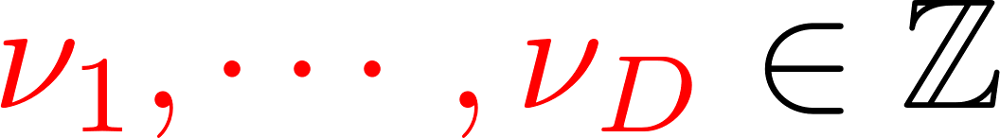 ν₁, ⋯ , ν_D ∈ ℤ